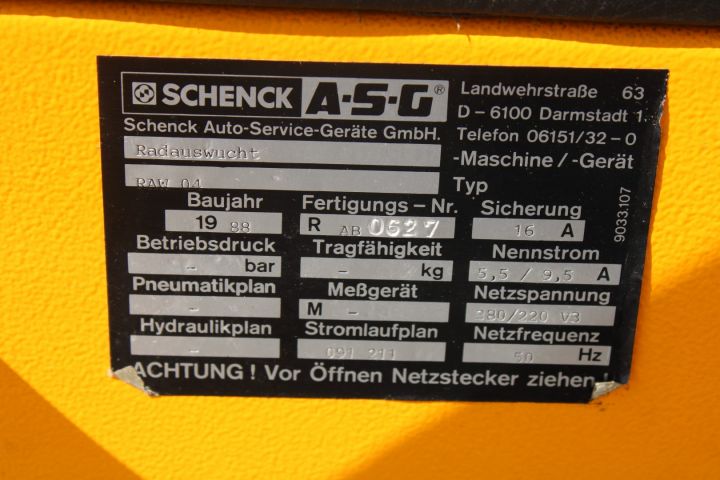 SCHENCK A·S·G®
Schenck Auto-Service-Geräte GmbH.
Landwehrstraße 63
D – 6100 Darmstadt 1
Telefon 06151/32 – 0
Radauswucht -Maschine / -Gerät
RAW 04 Typ
Baujahr 1988
Fertigungs – Nr. R AB 0627
Sicherung 16 A
Betriebsdruck – bar
Tragfähigkeit – kg
Nennstrom 5,5 / 9,5 A
Pneumatikplan –
Meßgerät M –
Netzspannung 380/220 V3
Hydraulikplan –
Stromlaufplan 091 211
Netzfrequenz 50 Hz
ACHTUNG ! Vor Öffnen Netzstecker ziehen !
9033.107